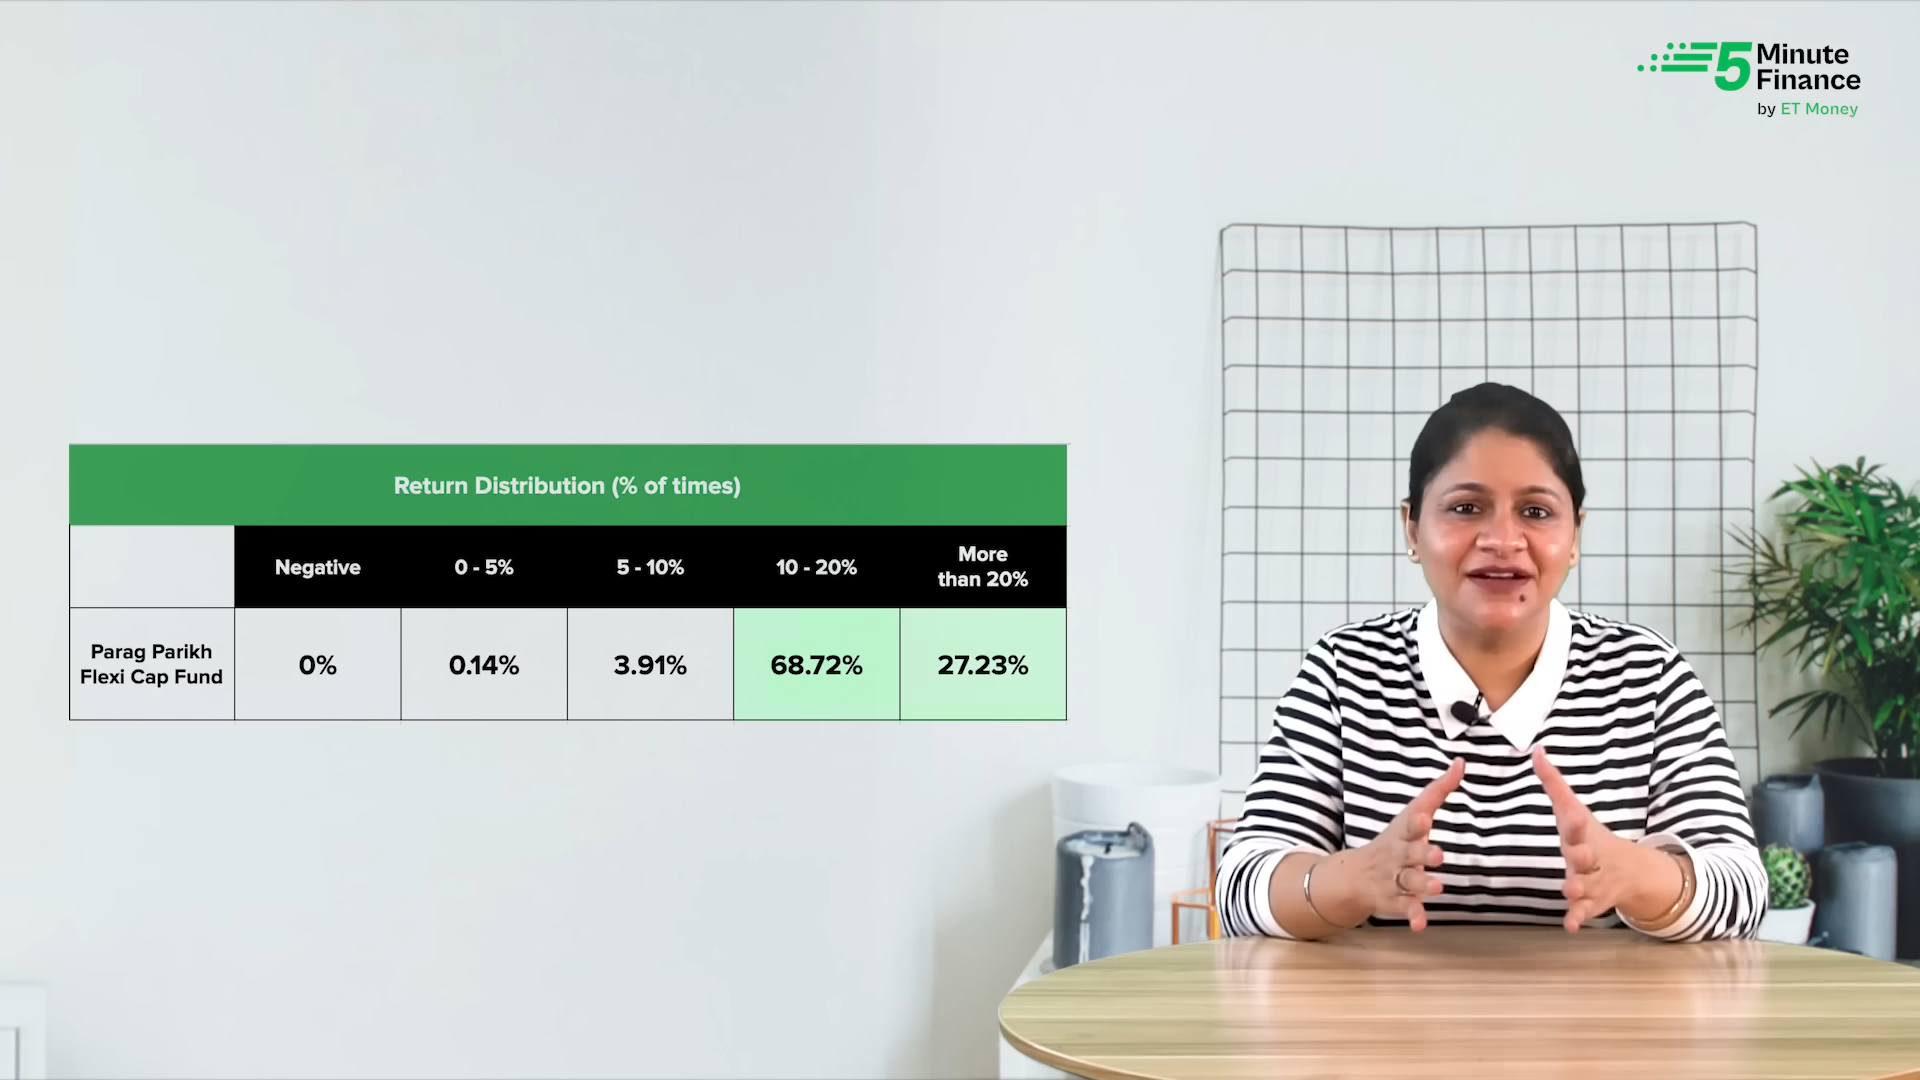 5 Minute
Finance
by ET Money
Return Distribution (% of times)
Negative
0 - 5%
5 - 10%
10 - 20%
More
than 20%
Parag Parikh
Flexi Cap Fund
0%
0.14%
3.91%
68.72%
27.23%